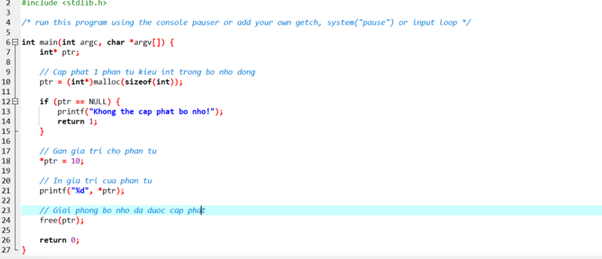 2 #include <stdlib.h>
3
4 /* run this program using the console pauser or add your own getch, system("pause") or input loop */
5
6 int main(int argc, char *argv[]) {
7 int* ptr;
8
9 // Cap phat 1 phan tu kieu int trong bo nho dong
10 ptr = (int*)malloc(sizeof(int));
11
12 if (ptr == NULL) {
13 printf("Khong the cap phat bo nho!");
14 return 1;
15 }
16
17 // Gan gia tri cho phan tu
18 *ptr = 10;
19
20 // In gia tri cua phan tu
21 printf("%d", *ptr);
22
23 // Giai phong bo nho da duoc cap phat
24 free(ptr);
25
26 return 0;
27 }